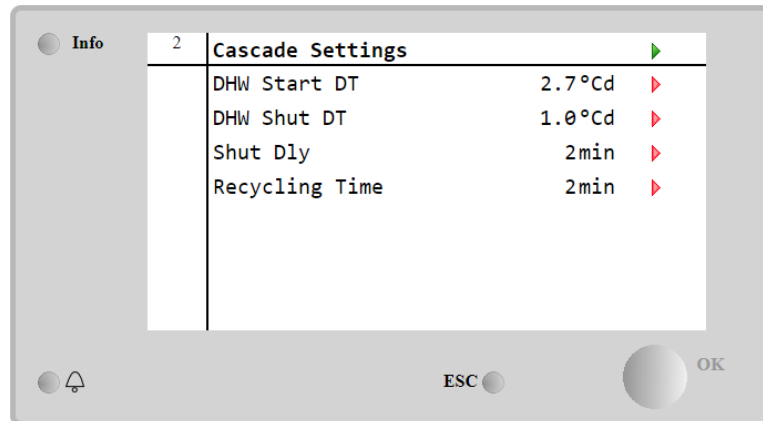 Info
2 Cascade Settings
DHW Start DT 2.7°Cd
DHW Shut DT 1.0°Cd
Shut Dly 2min
Recycling Time 2min
ESC
OK